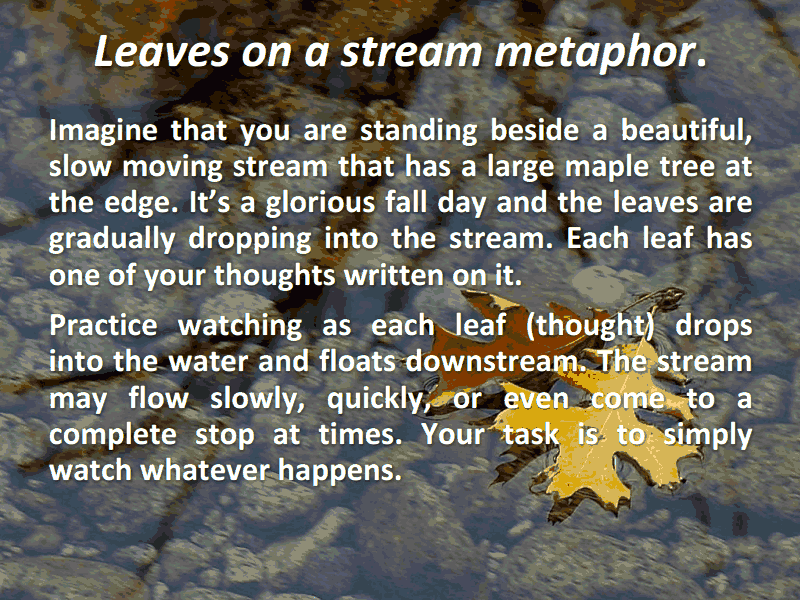 Leaves on a stream metaphor.
Imagine that you are standing beside a beautiful,
slow moving stream that has a large maple tree at
the edge. It’s a glorious fall day and the leaves are
gradually dropping into the stream. Each leaf has
one of your thoughts written on it.
Practice watching as each leaf (thought) drops
into the water and floats downstream. The stream
may flow slowly, quickly, or even come to a
complete stop at times. Your task is to simply
watch whatever happens.